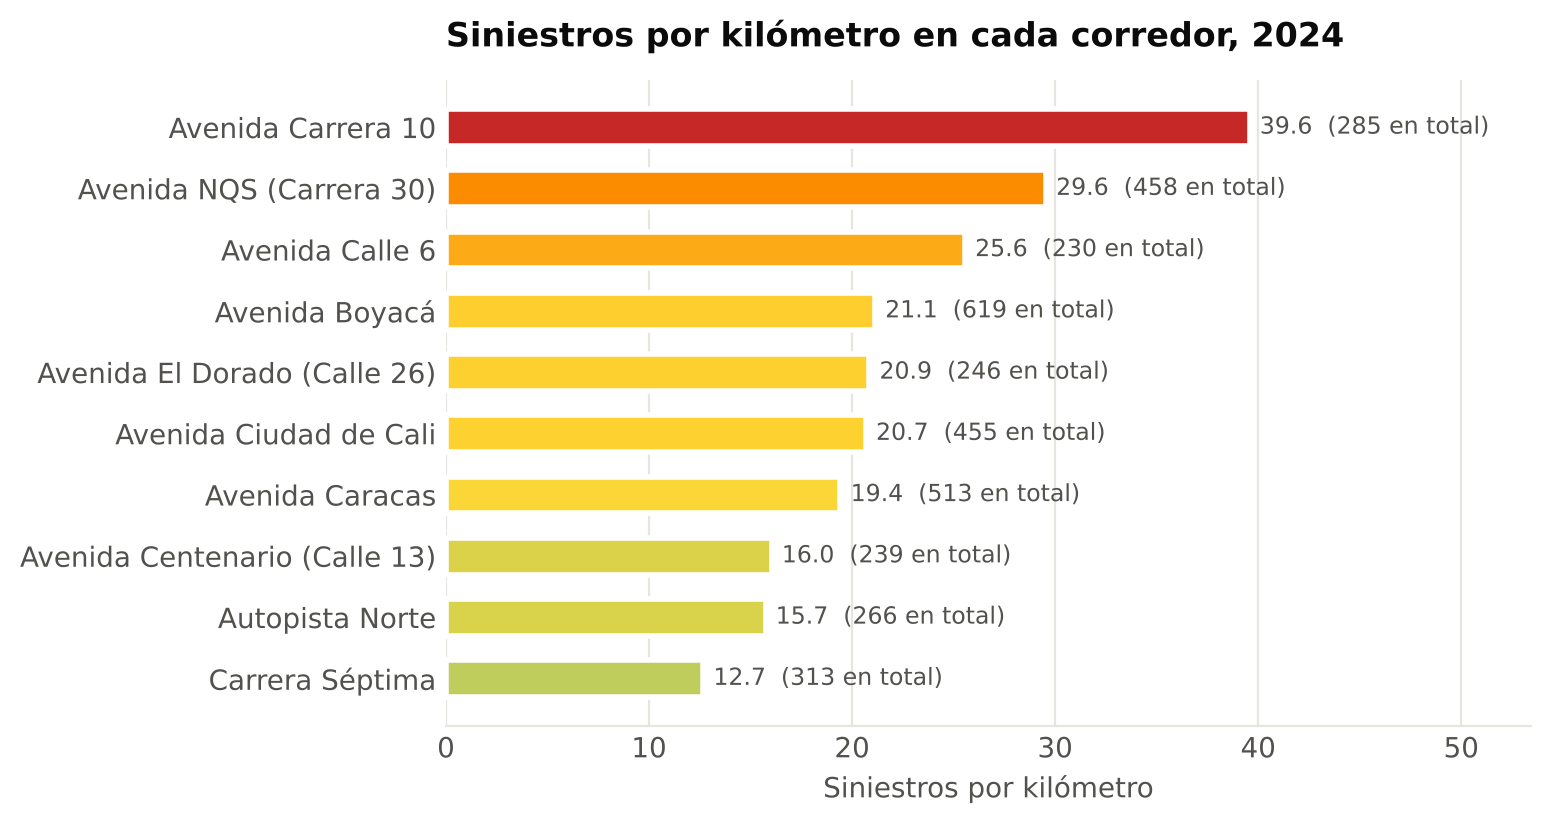 Siniestros por kilómetro en cada corredor, 2024
Avenida Carrera 10 39.6 (285 en total)
Avenida NQS (Carrera 30) 29.6 (458 en total)
Avenida Calle 6 25.6 (230 en total)
Avenida Boyacá 21.1 (619 en total)
Avenida El Dorado (Calle 26) 20.9 (246 en total)
Avenida Ciudad de Cali 20.7 (455 en total)
Avenida Caracas 19.4 (513 en total)
Avenida Centenario (Calle 13) 16.0 (239 en total)
Autopista Norte 15.7 (266 en total)
Carrera Séptima 12.7 (313 en total)
0 10 20 30 40 50
Siniestros por kilómetro